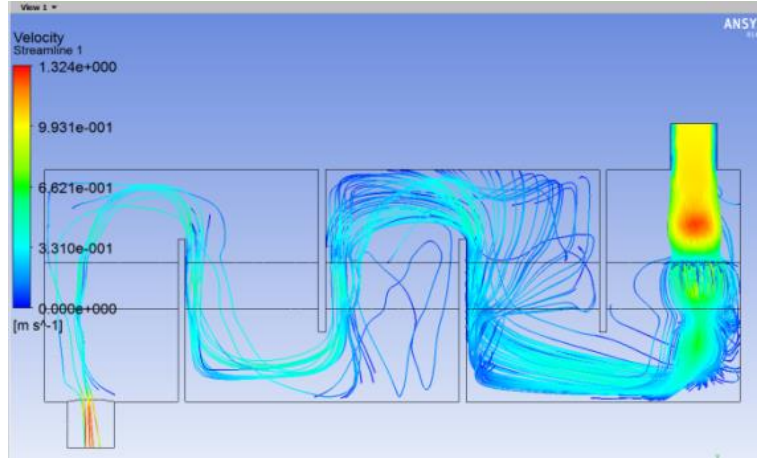 View 1 ▾
ANSY
Velocity
Streamline 1
1.324e+000
9.931e-001
6.621e-001
3.310e-001
0.000e+000
[m s^-1]